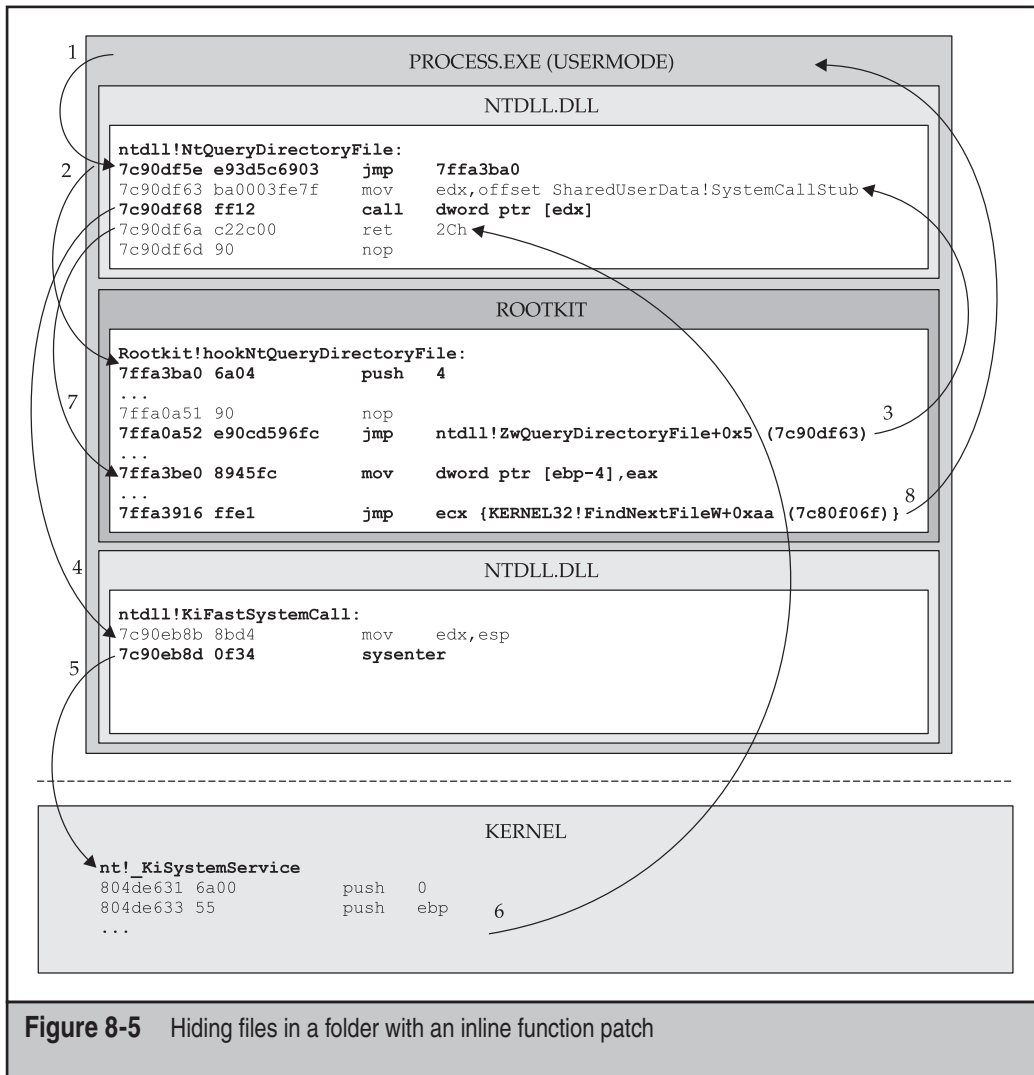 1
PROCESS.EXE (USERMODE)
NTDLL.DLL
ntdll!NtQueryDirectoryFile:
7c90df5e e93d5c6903 jmp 7ffa3ba0
2
7c90df63 ba0003fe7f mov edx,offset SharedUserData!SystemCallStub
7c90df68 ff12 call dword ptr [edx]
7c90df6a c22c00 ret 2Ch
7c90df6d 90 nop
ROOTKIT
Rootkit!hookNtQueryDirectoryFile:
7ffa3ba0 6a04 push 4
...
7
7ffa0a51 90 nop
3
7ffa0a52 e90cd596fc jmp ntdll!ZwQueryDirectoryFile+0x5 (7c90df63)
...
7ffa3be0 8945fc mov dword ptr [ebp-4],eax
...
8
7ffa3916 ffe1 jmp ecx {KERNEL32!FindNextFileW+0xaa (7c80f06f)}
4
NTDLL.DLL
ntdll!KiFastSystemCall:
7c90eb8b 8bd4 mov edx,esp
7c90eb8d 0f34 sysenter
5
KERNEL
nt!_KiSystemService
804de631 6a00 push 0
804de633 55 push ebp
6
...
Figure 8-5 Hiding files in a folder with an inline function patch